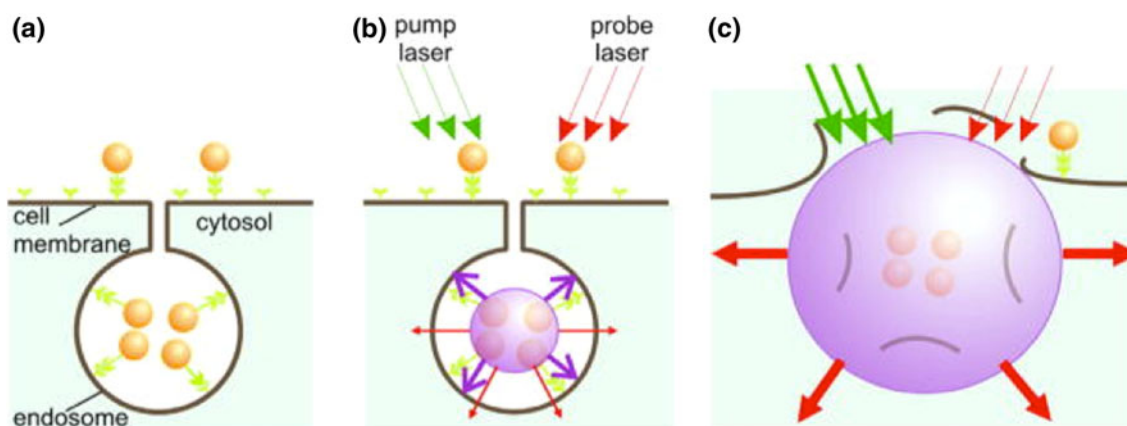 (a)
cell
membrane
cytosol
endosome
(b)
pump
laser
probe
laser
(c)